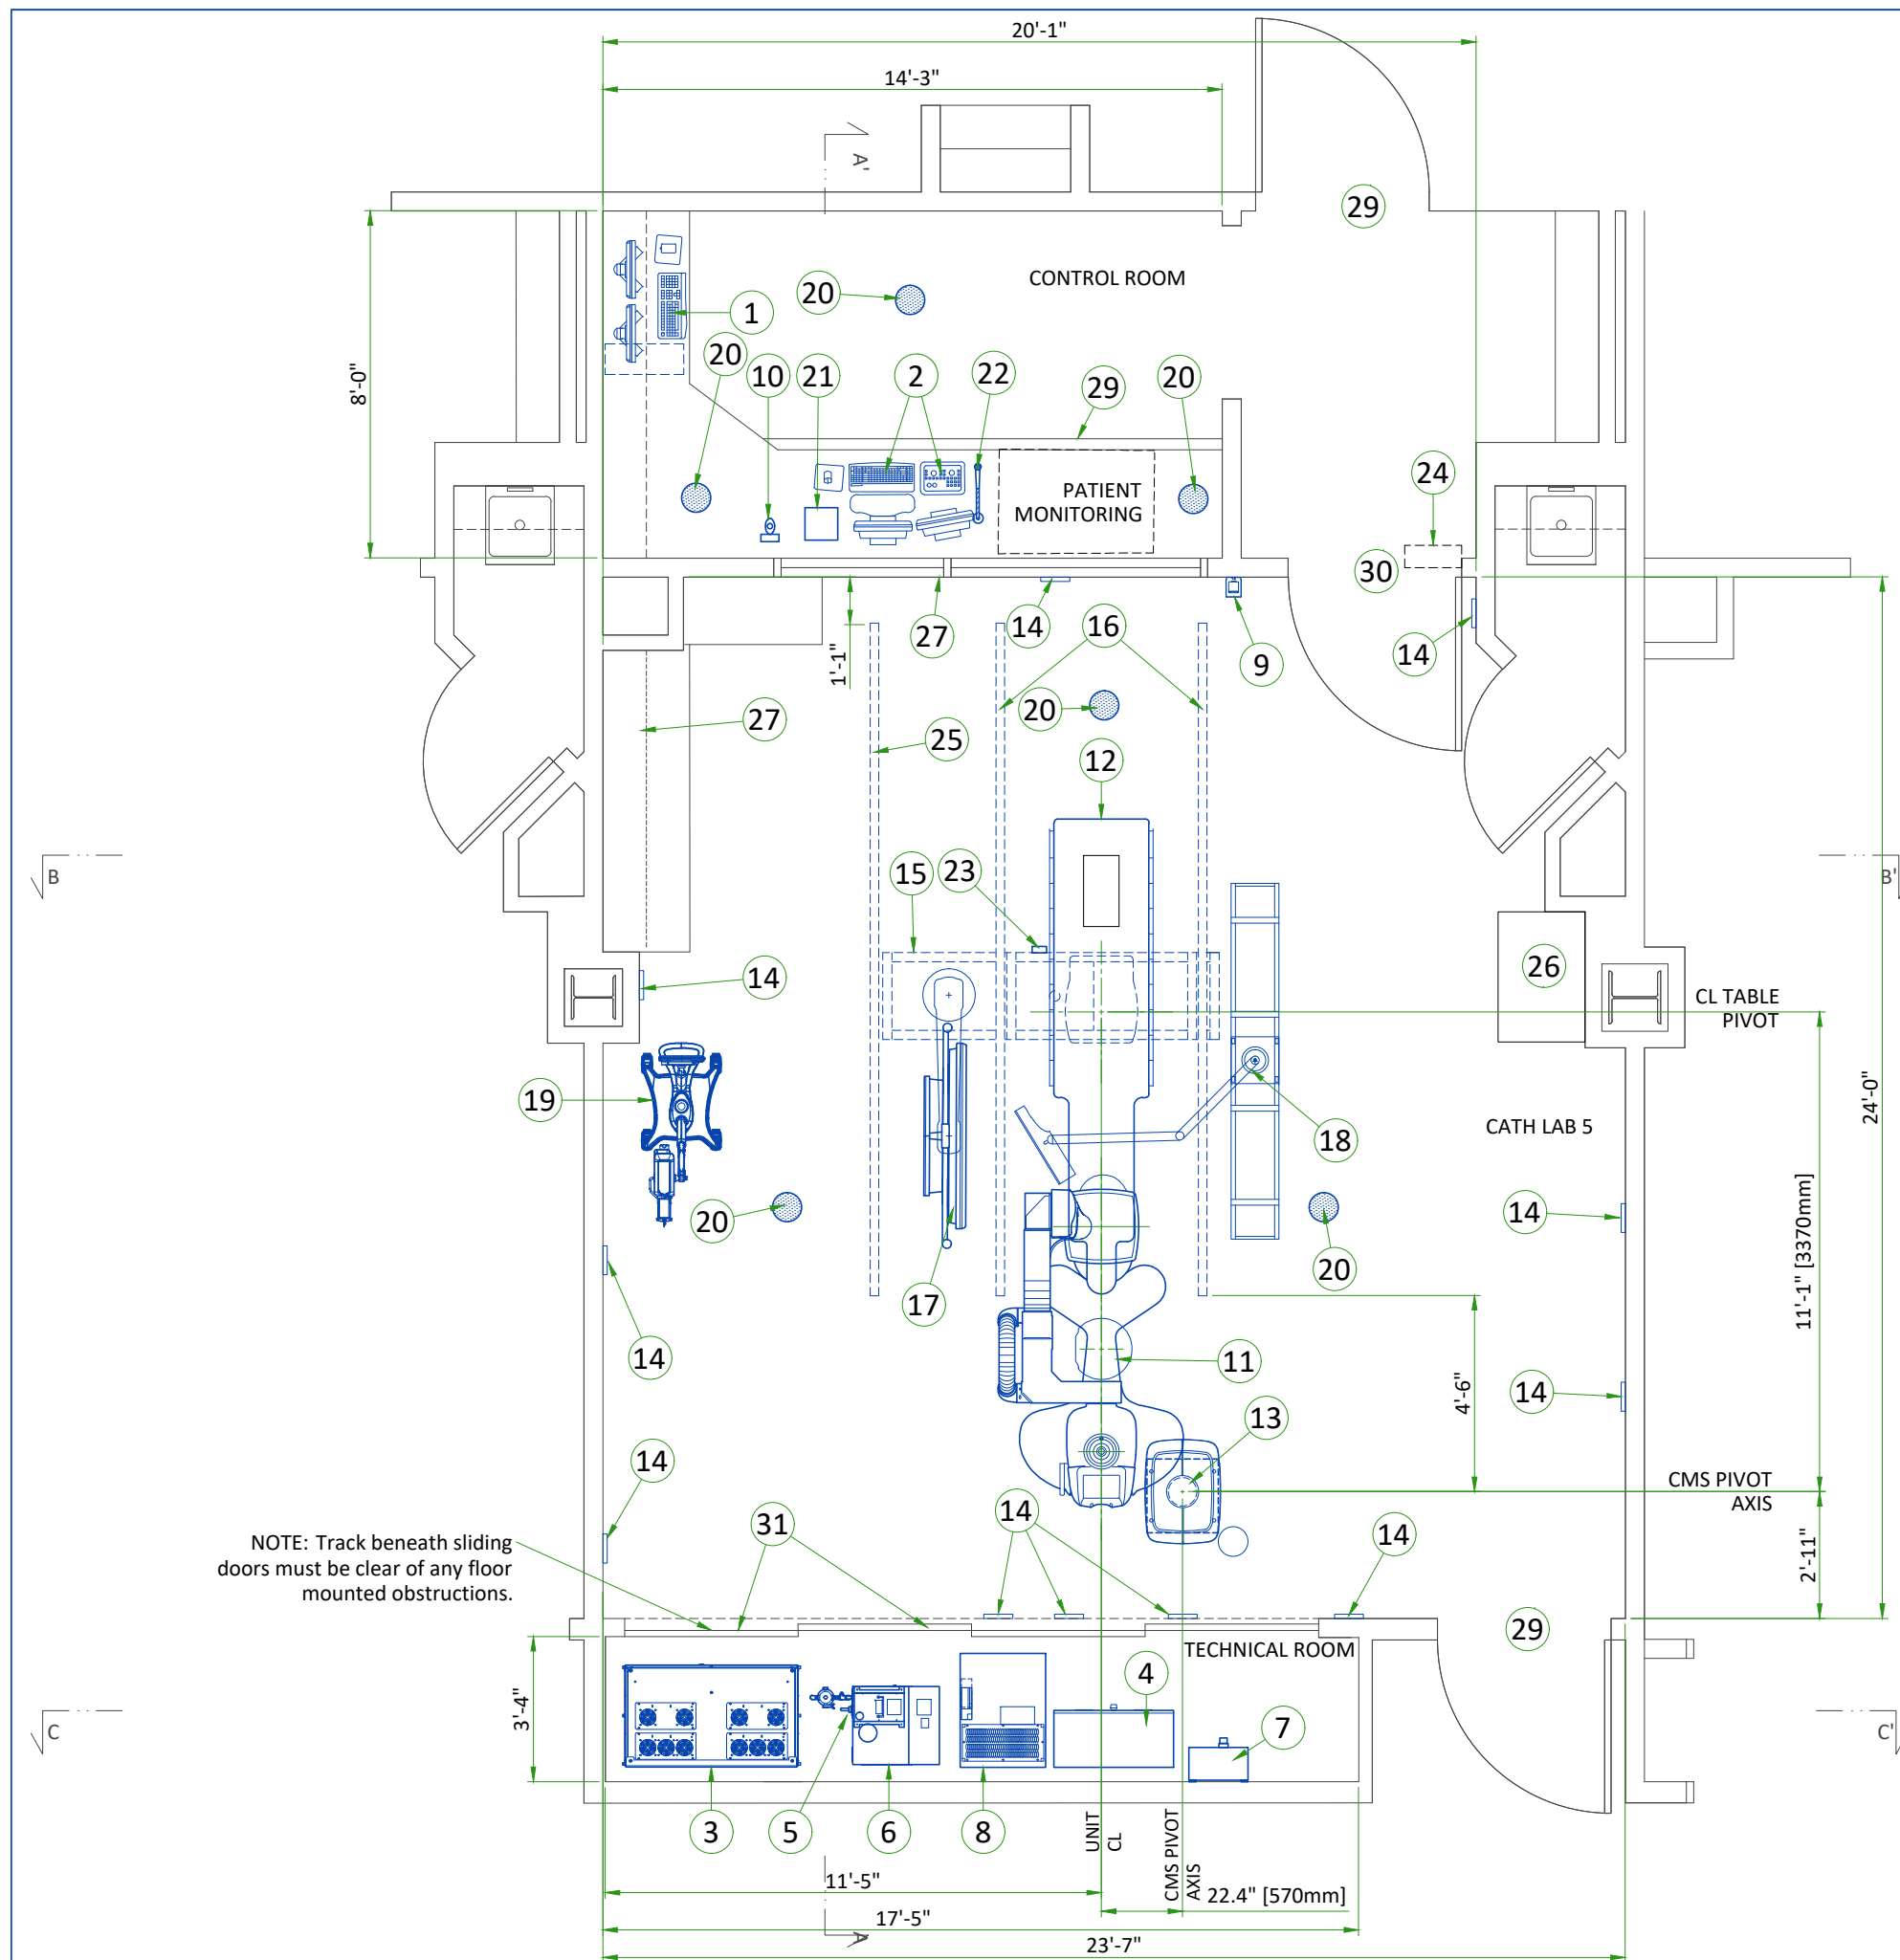 20'-1"
14'-3"
A'
29
CONTROL ROOM
20
1
20
10
21
2
22
29
20
8'-0"
24
PATIENT
MONITORING
30
14
27
14
16
9
14
1'-1"
20
27
25
12
B
B'
15
23
26
14
CL TABLE
PIVOT
19
24'-0"
CATH LAB 5
18
14
20
20
11'-1" [3370mm]
17
14
11
14
4'-6"
13
14
CMS PIVOT
AXIS
14
31
14
NOTE: Track beneath sliding
doors must be clear of any floor
mounted obstructions.
2'-11"
29
TECHNICAL ROOM
4
3'-4"
C
C'
7
3
5
6
8
UNIT
CL
CMS PIVOT
AXIS
11'-5"
22.4" [570mm]
17'-5"
A
23'-7"